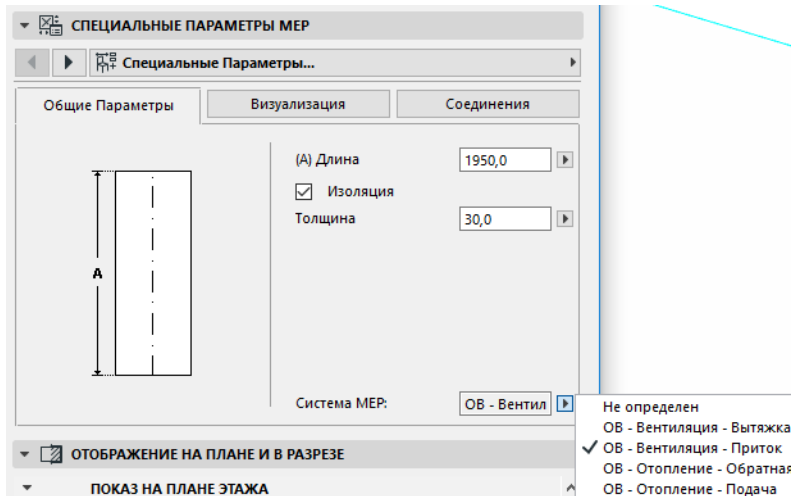 СПЕЦИАЛЬНЫЕ ПАРАМЕТРЫ МЕР
Специальные Параметры...
Общие Параметры
Визуализация
Соединения
(А) Длина
1950,0
Изоляция
Толщина
30,0
A
Система МЕР:
ОВ - Вентил
Не определен
ОВ - Вентиляция - Вытяжка
ОВ - Вентиляция - Приток
ОВ - Отопление - Обратная
ОВ - Отопление - Подача
ОТОБРАЖЕНИЕ НА ПЛАНЕ И В РАЗРЕЗЕ
ПОКАЗ НА ПЛАНЕ ЭТАЖА